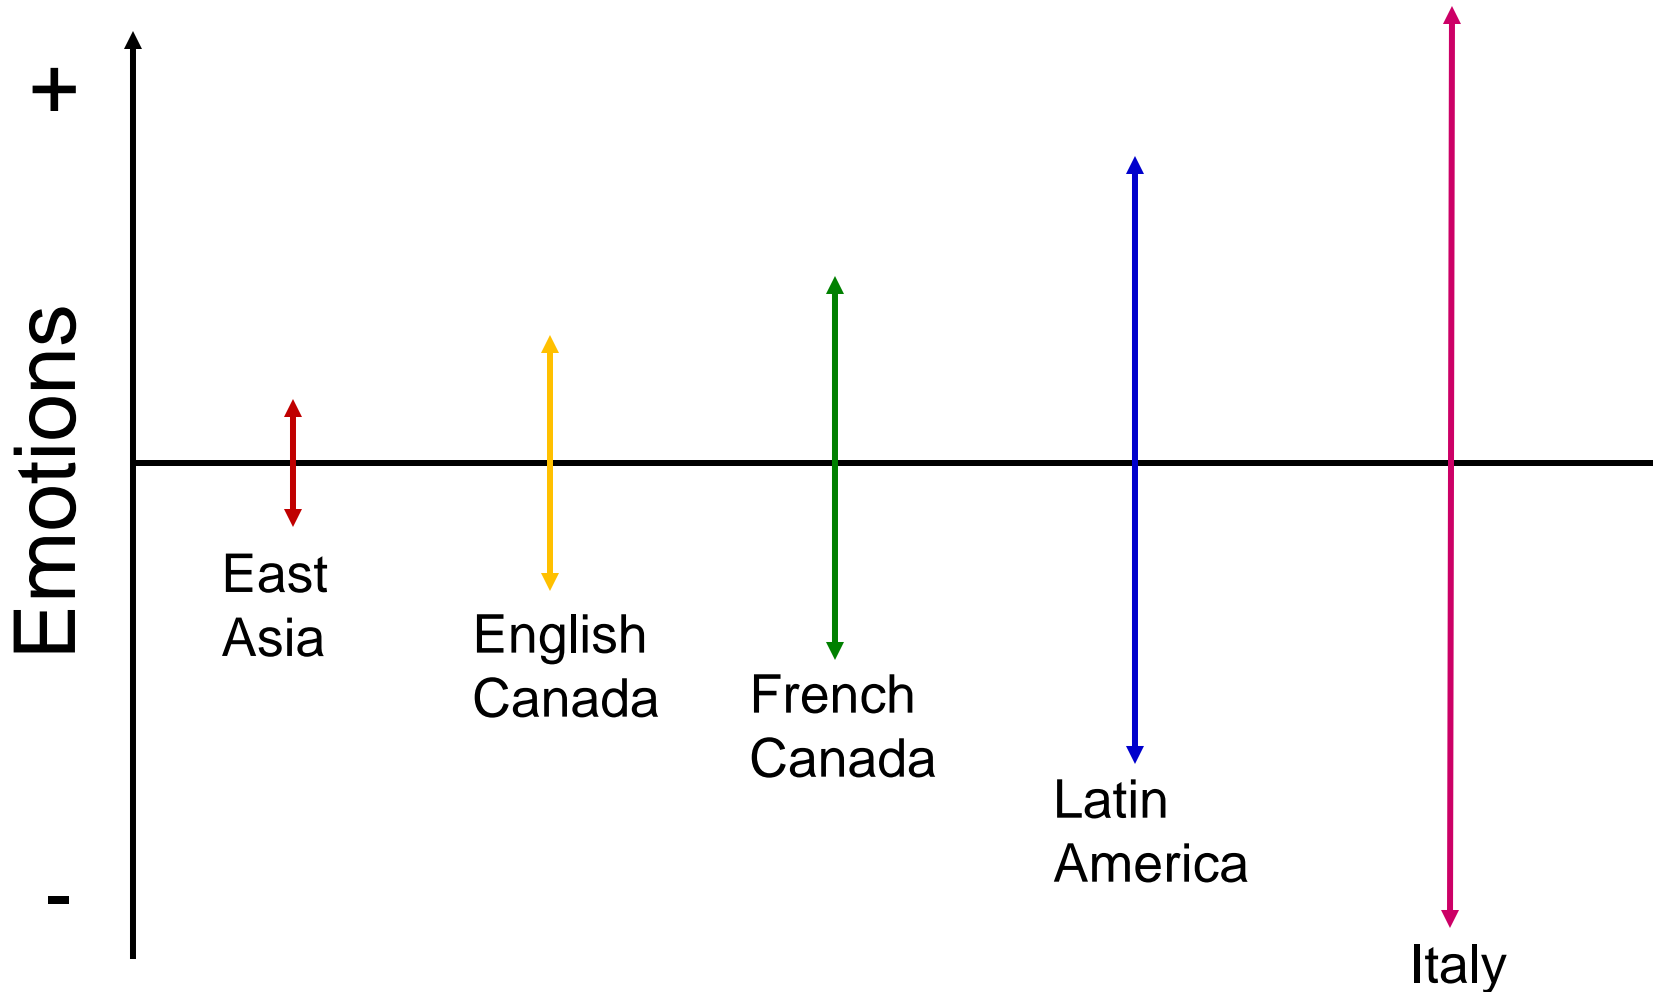 +
Emotions
-
East
Asia
English
Canada
French
Canada
Latin
America
Italy